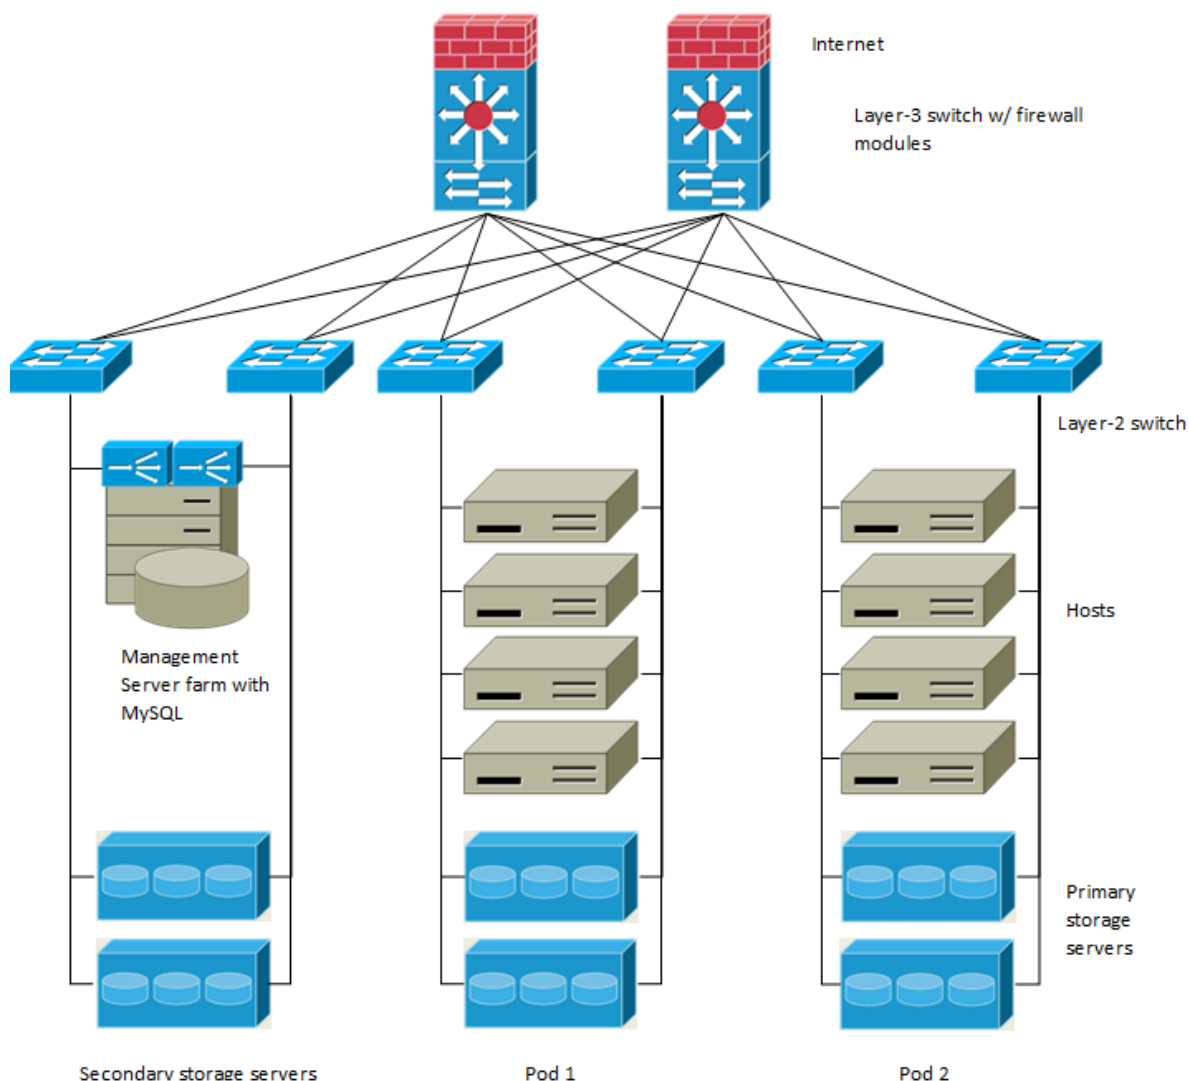 Internet
Layer-3 switch w/ firewall
modules
Layer-2 switch
Hosts
Management
Server farm with
MySQL
Primary
storage
servers
Secondary storage servers
Pod 1
Pod 2